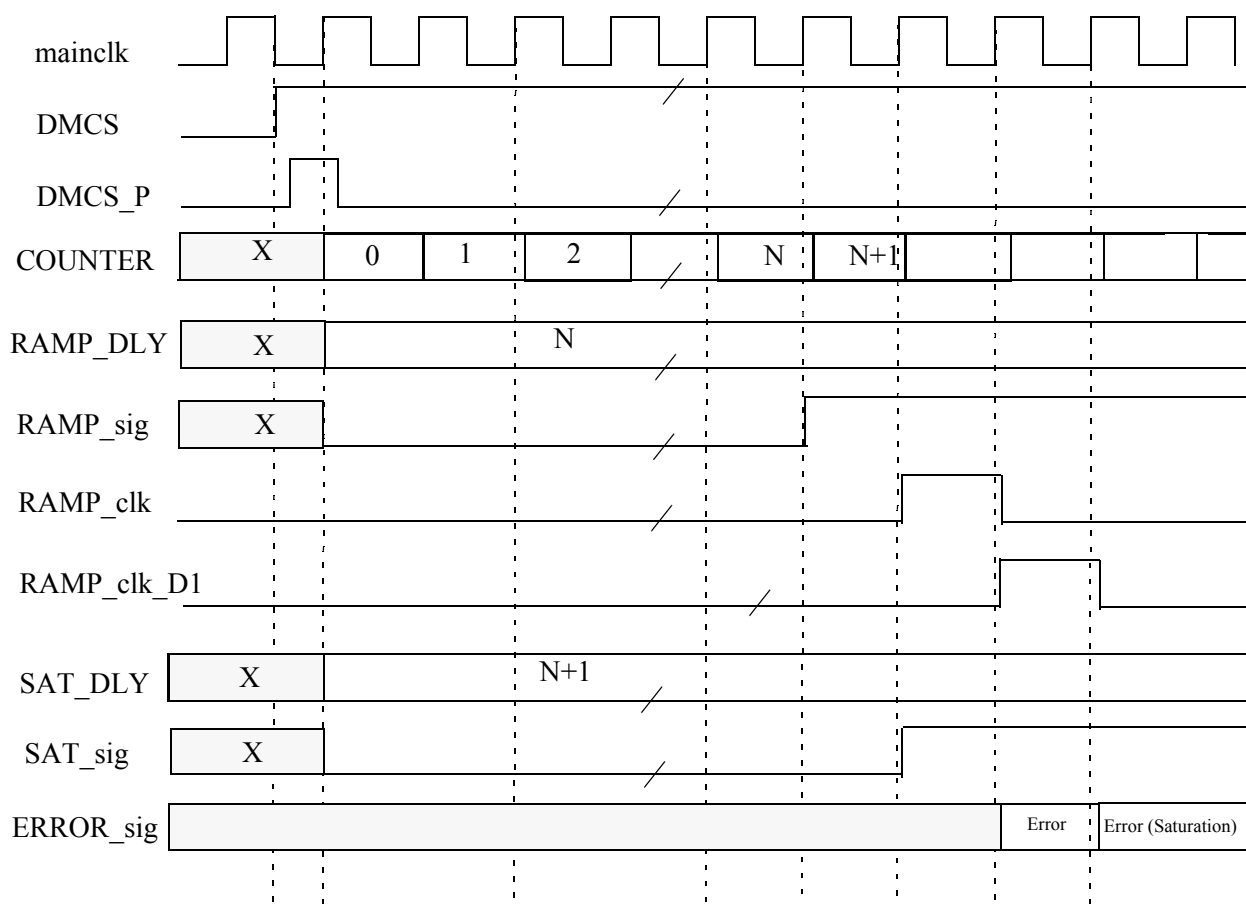 mainclk
DMCS
DMCS_P
COUNTER X 0 1 2 N N+1
RAMP_DLY X N
RAMP_sig X
RAMP_clk
RAMP_clk_D1
SAT_DLY X N+1
SAT_sig X
ERROR_sig Error Error (Saturation)